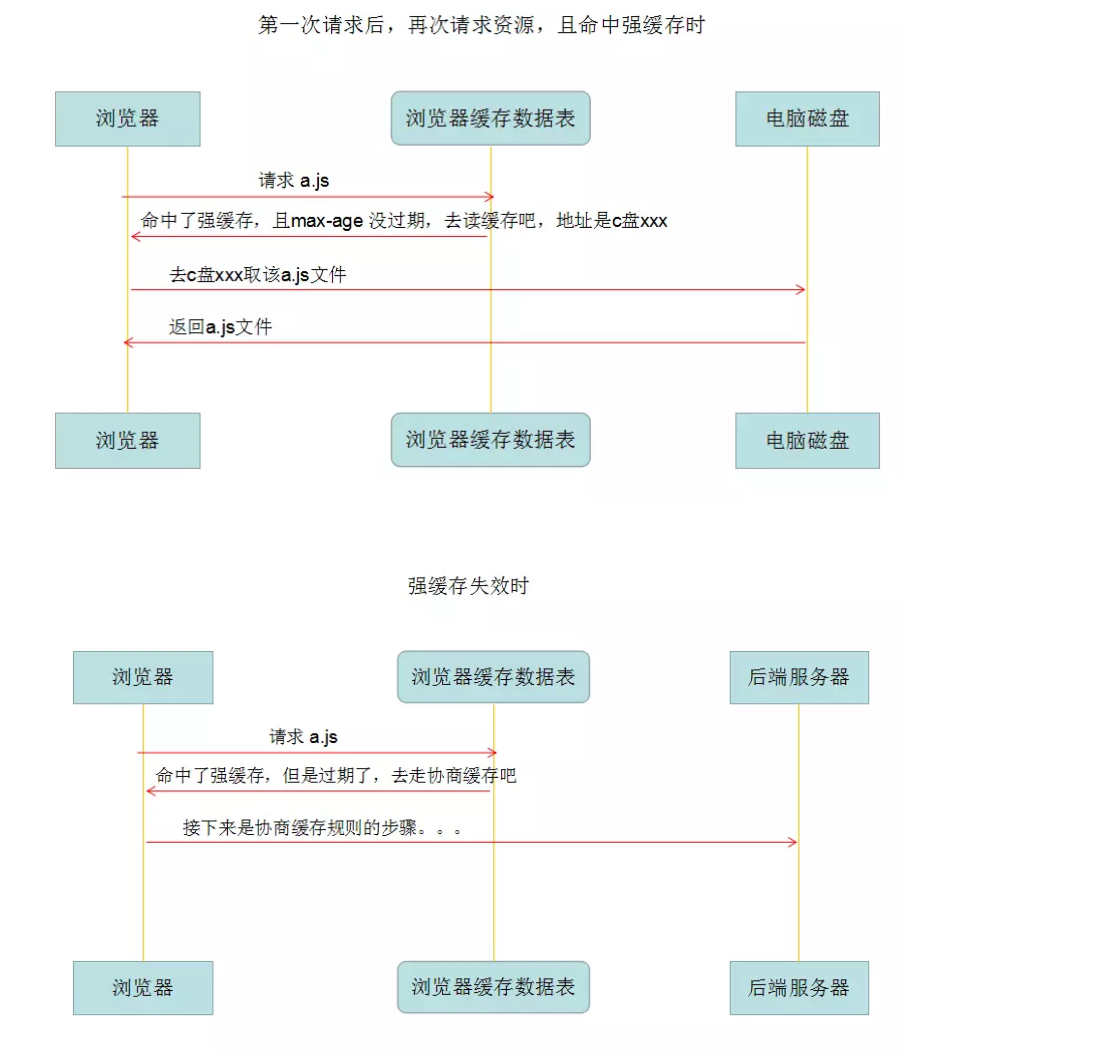 第一次请求后，再次请求资源，且命中强缓存时
浏览器
浏览器缓存数据表
电脑磁盘
请求 a.js
命中了强缓存，且max-age 没过期，去读缓存吧，地址是c盘xxx
去c盘xxx取该a.js文件
返回a.js文件
浏览器
浏览器缓存数据表
电脑磁盘
强缓存失效时
浏览器
浏览器缓存数据表
后端服务器
请求 a.js
命中了强缓存，但是过期了，去走协商缓存吧
接下来是协商缓存规则的步骤。。。
浏览器
浏览器缓存数据表
后端服务器